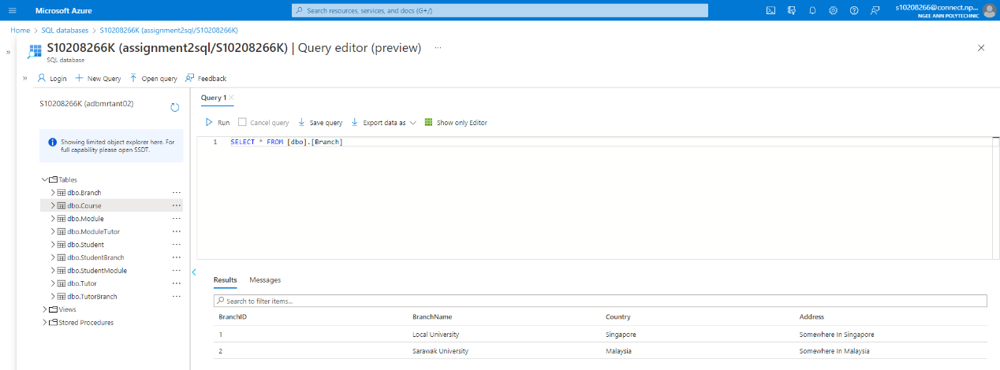 Microsoft Azure
Search resources, services, and docs (G+/)
s10208266@connect.np...
NGEE ANN POLYTECHNIC
Home > SQL databases > S10208266K (assignment2sql/S10208266K)
S10208266K (assignment2sql/S10208266K) | Query editor (preview) ...
SQL database
Login New Query Open query Feedback
S10208266K (adbmrtant02)
Showing limited object explorer here. For
full capability please open SSDT.
Tables
dbo.Branch ...
dbo.Course ...
dbo.Module ...
dbo.ModuleTutor ...
dbo.Student ...
dbo.StudentBranch ...
dbo.StudentModule ...
dbo.Tutor ...
dbo.TutorBranch ...
Views
Stored Procedures
Query 1
Run Cancel query Save query Export data as Show only Editor
1 SELECT * FROM [dbo].[Branch]
Results Messages
Search to filter items...
BranchID BranchName Country Address
1 Local University Singapore Somewhere In Singapore
2 Sarawak University Malaysia Somewhere In Malaysia